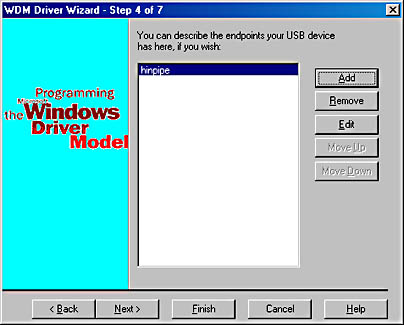 WDM Driver Wizard - Step 4 of 7
You can describe the endpoints your USB device
has here, if you wish:
hinpipe
Add
Remove
Edit
Move Up
Move Down
Programming
Microsoft
the Windows
Driver
Model
< Back
Next >
Finish
Cancel
Help